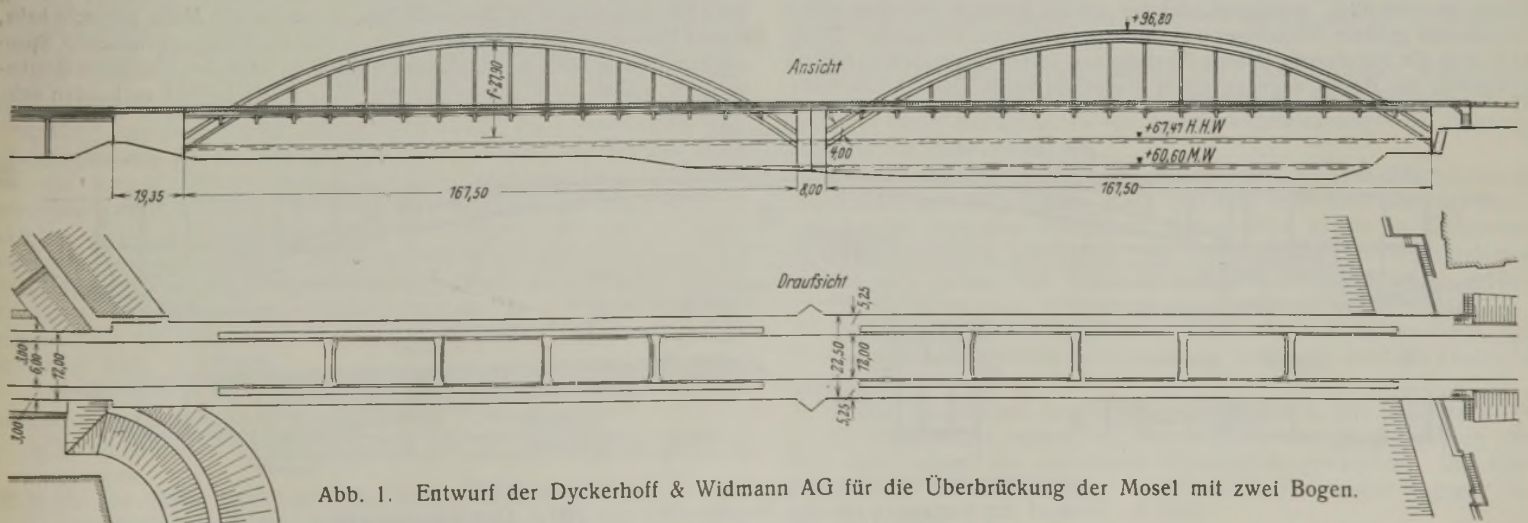 +96,80
Ansicht
f=27,90
+67,47 H.H.W
4,00
+60,60 M.W
19,35
167,50
8,00
167,50
Draufsicht
5,25
3,00
6,00
12,00
22,50
12,00
3,00
5,25
Abb. 1. Entwurf der Dyckerhoff & Widmann AG für die Überbrückung der Mosel mit zwei Bogen.